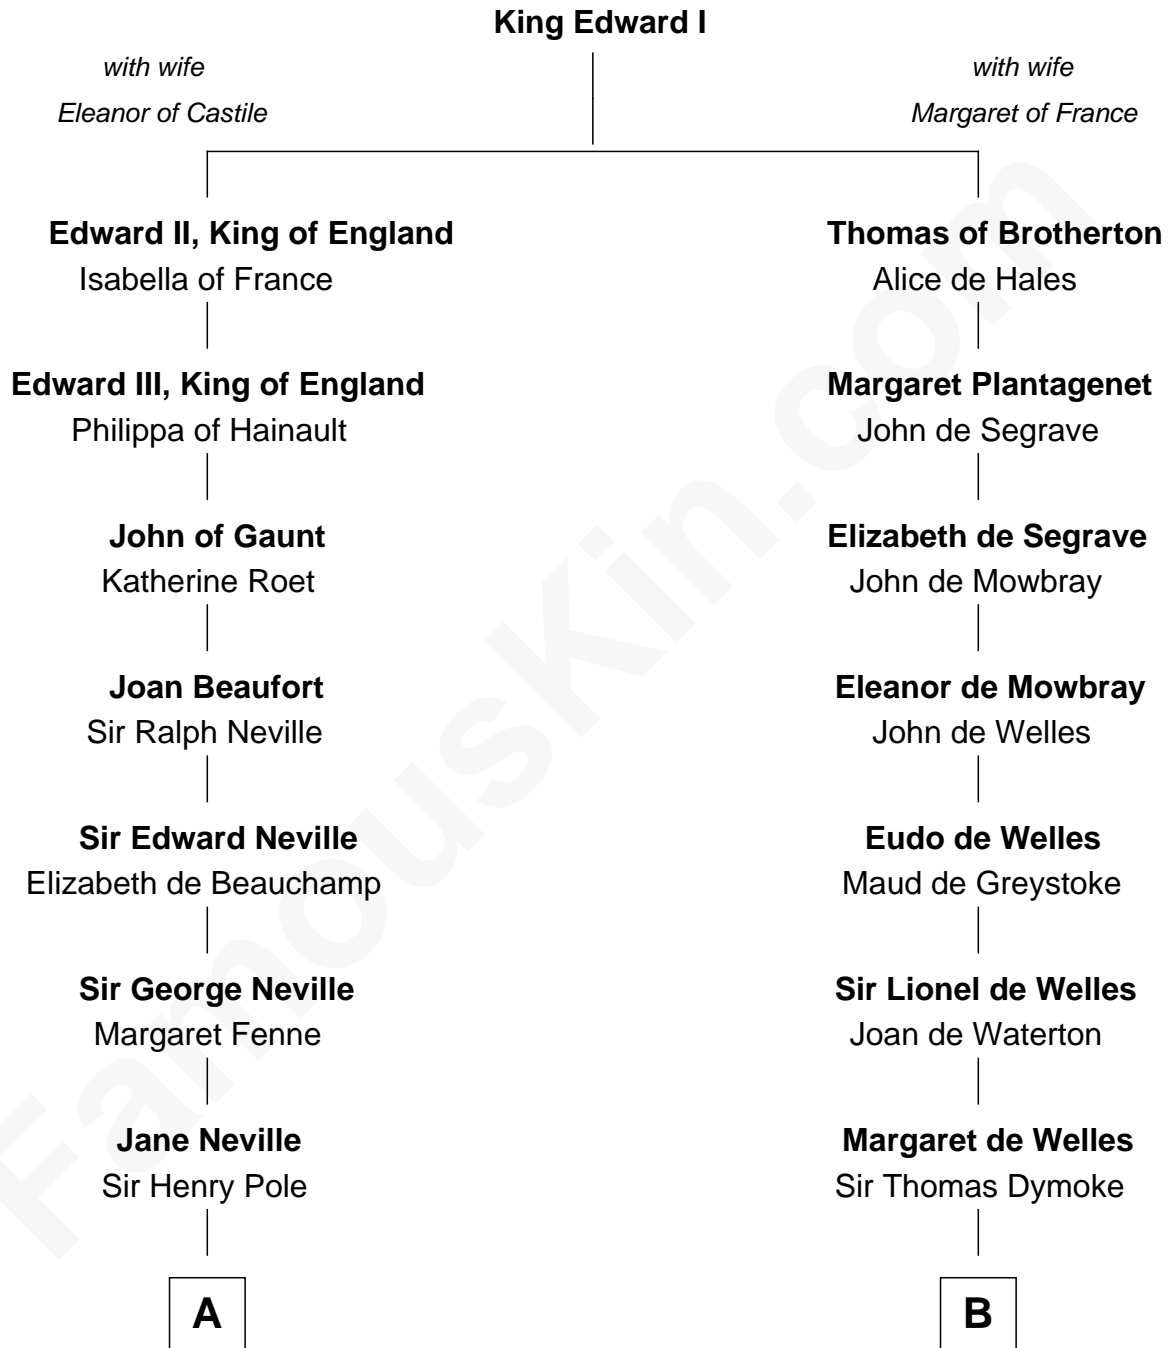 King Edward I
with wife
Eleanor of Castile
with wife
Margaret of France
Edward II, King of England
Isabella of France
Thomas of Brotherton
Alice de Hales
Edward III, King of England
Philippa of Hainault
Margaret Plantagenet
John de Segrave
John of Gaunt
Katherine Roet
Elizabeth de Segrave
John de Mowbray
Joan Beaufort
Sir Ralph Neville
Eleanor de Mowbray
John de Welles
Sir Edward Neville
Elizabeth de Beauchamp
Eudo de Welles
Maud de Greystoke
Sir George Neville
Margaret Fenne
Sir Lionel de Welles
Joan de Waterton
Jane Neville
Sir Henry Pole
Margaret de Welles
Sir Thomas Dymoke
A
B
FamousKin.com